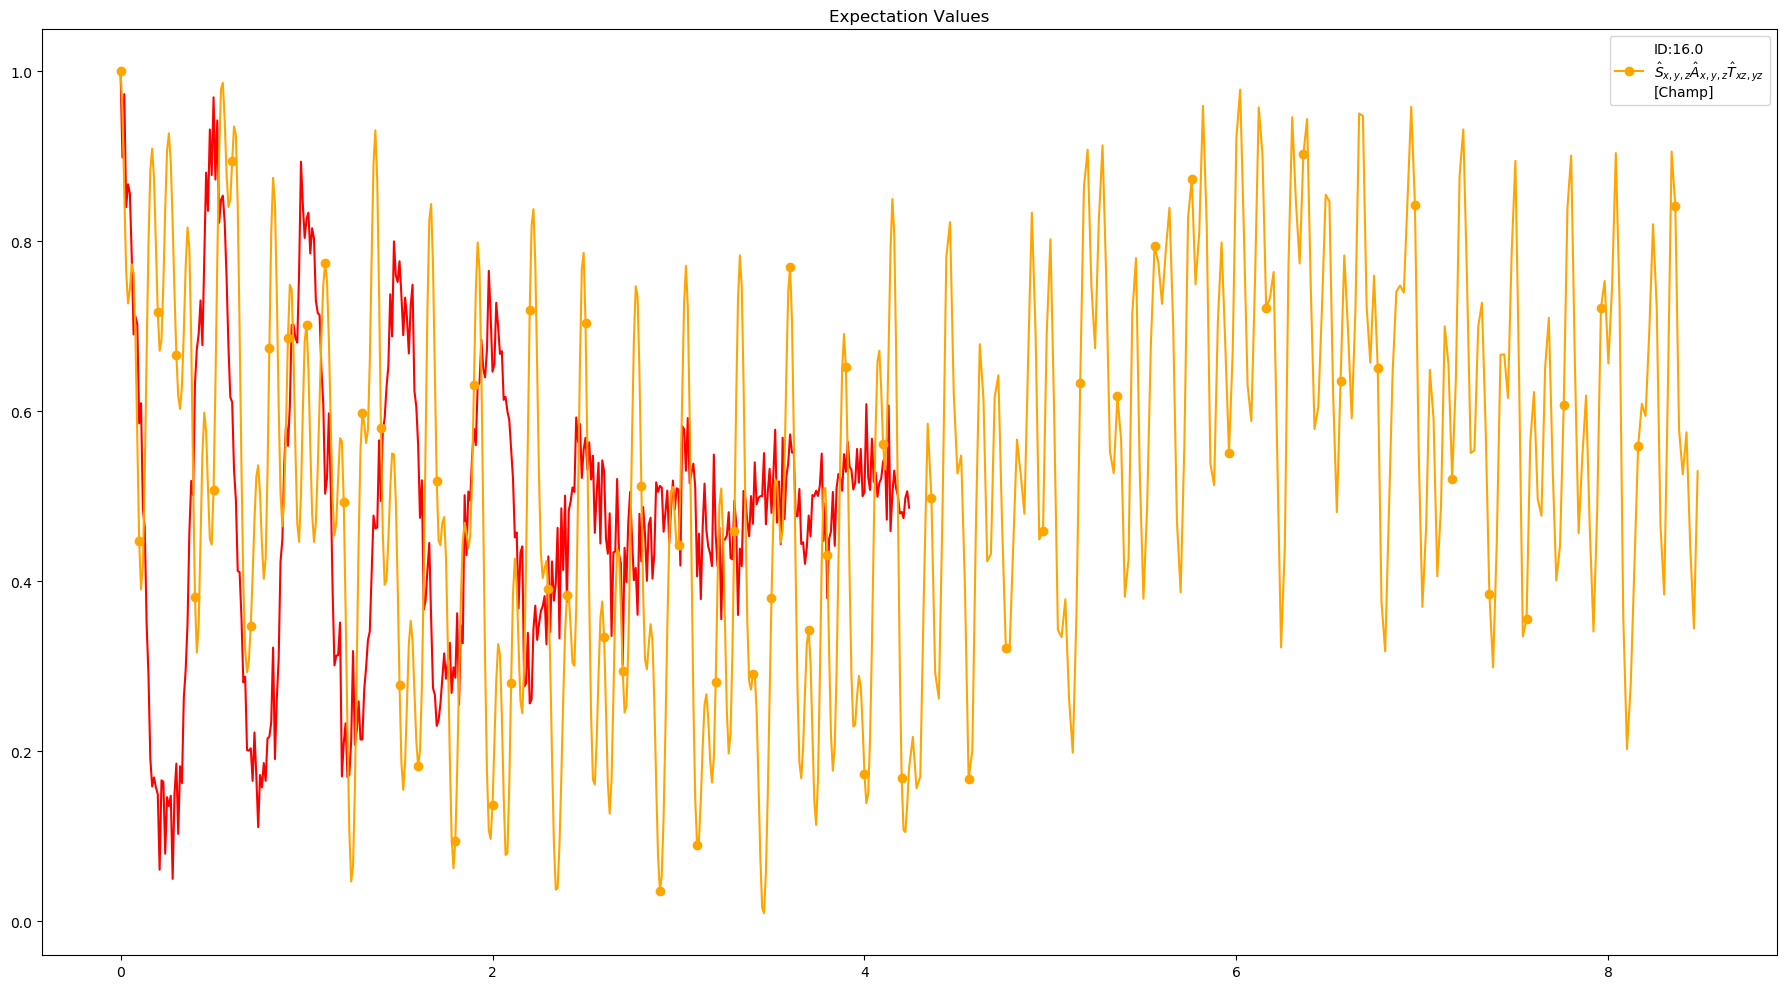 Expectation Values
ID:16.0
$\hat{S}_{x,y,z}\hat{A}_{x,y,z}\hat{T}_{xz,yz}$
[Champ]
1.0
0.8
0.6
0.4
0.2
0.0
0 2 4 6 8